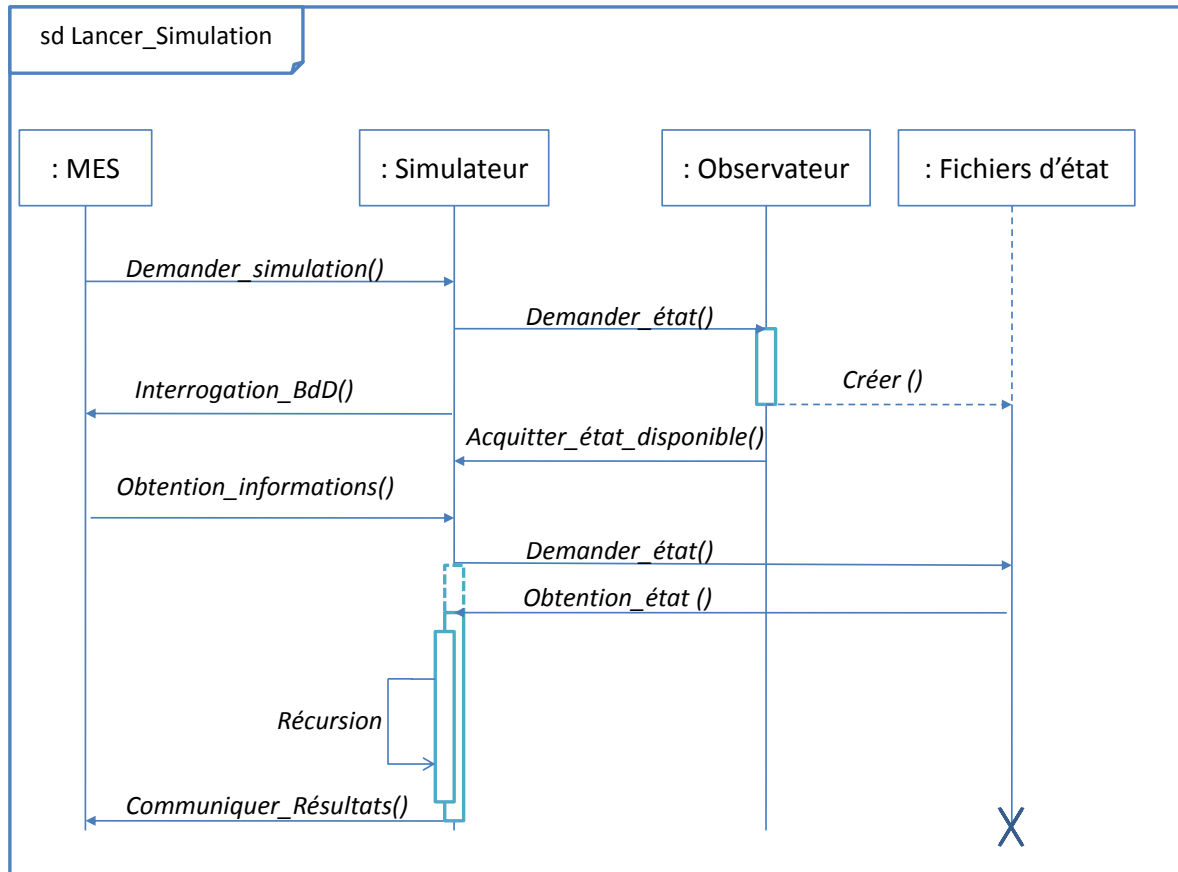 sd Lancer_Simulation
: MES
: Simulateur
: Observateur
: Fichiers d’état
Demander_simulation()
Demander_état()
Créer ()
Interrogation_BdD()
Acquitter_état_disponible()
Obtention_informations()
Demander_état()
Obtention_état ()
Récursion
Communiquer_Résultats()